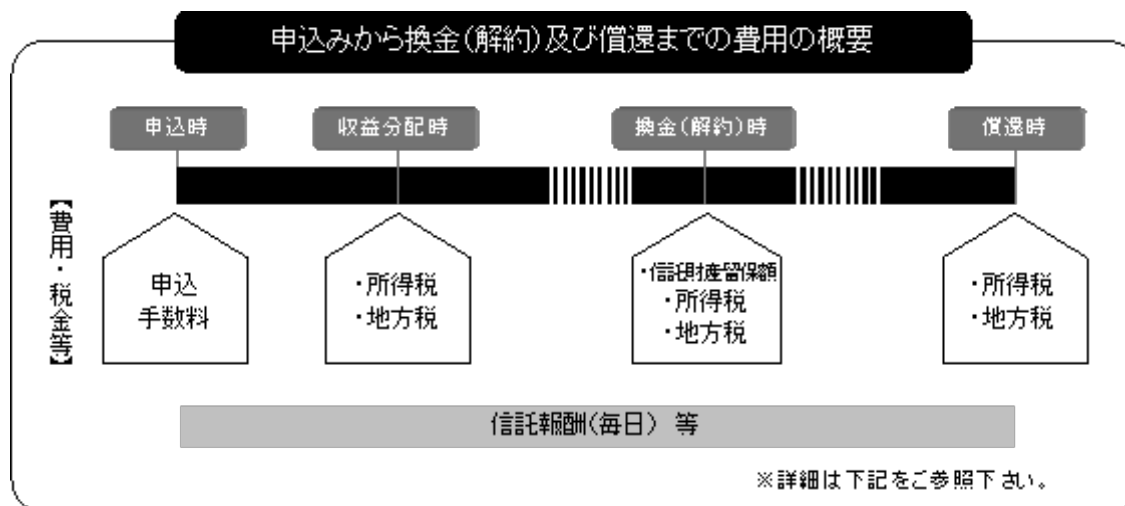 申込みから換金(解約)及び償還までの費用の概要
申込時
収益分配時
換金(解約)時
償還時
【費用・税金等】
申込
手数料
・所得税
・地方税
・信託財産留保額
・所得税
・地方税
・所得税
・地方税
信託報酬(毎日) 等
※詳細は下記をご参照下さい。